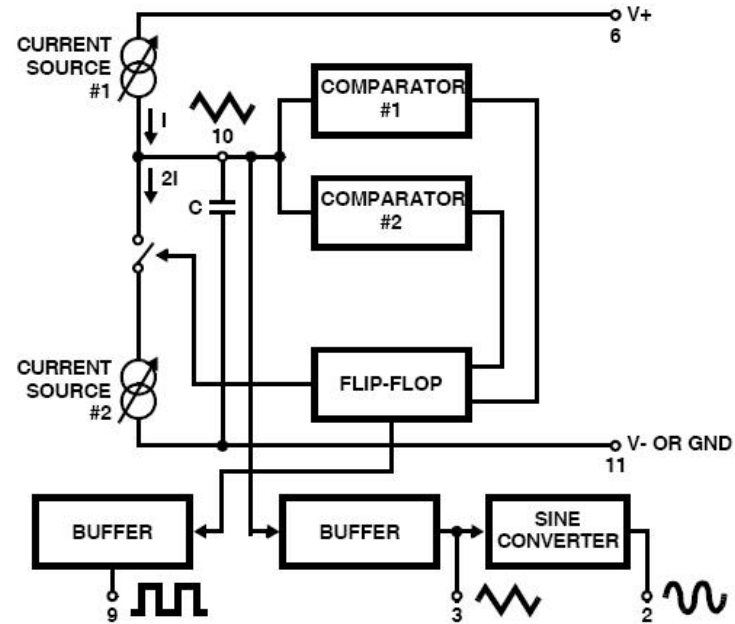 V+
6
CURRENT
SOURCE
#1
I
10
2I
C
COMPARATOR
#1
COMPARATOR
#2
CURRENT
SOURCE
#2
FLIP-FLOP
V- OR GND
11
BUFFER
BUFFER
SINE
CONVERTER
9
3
2